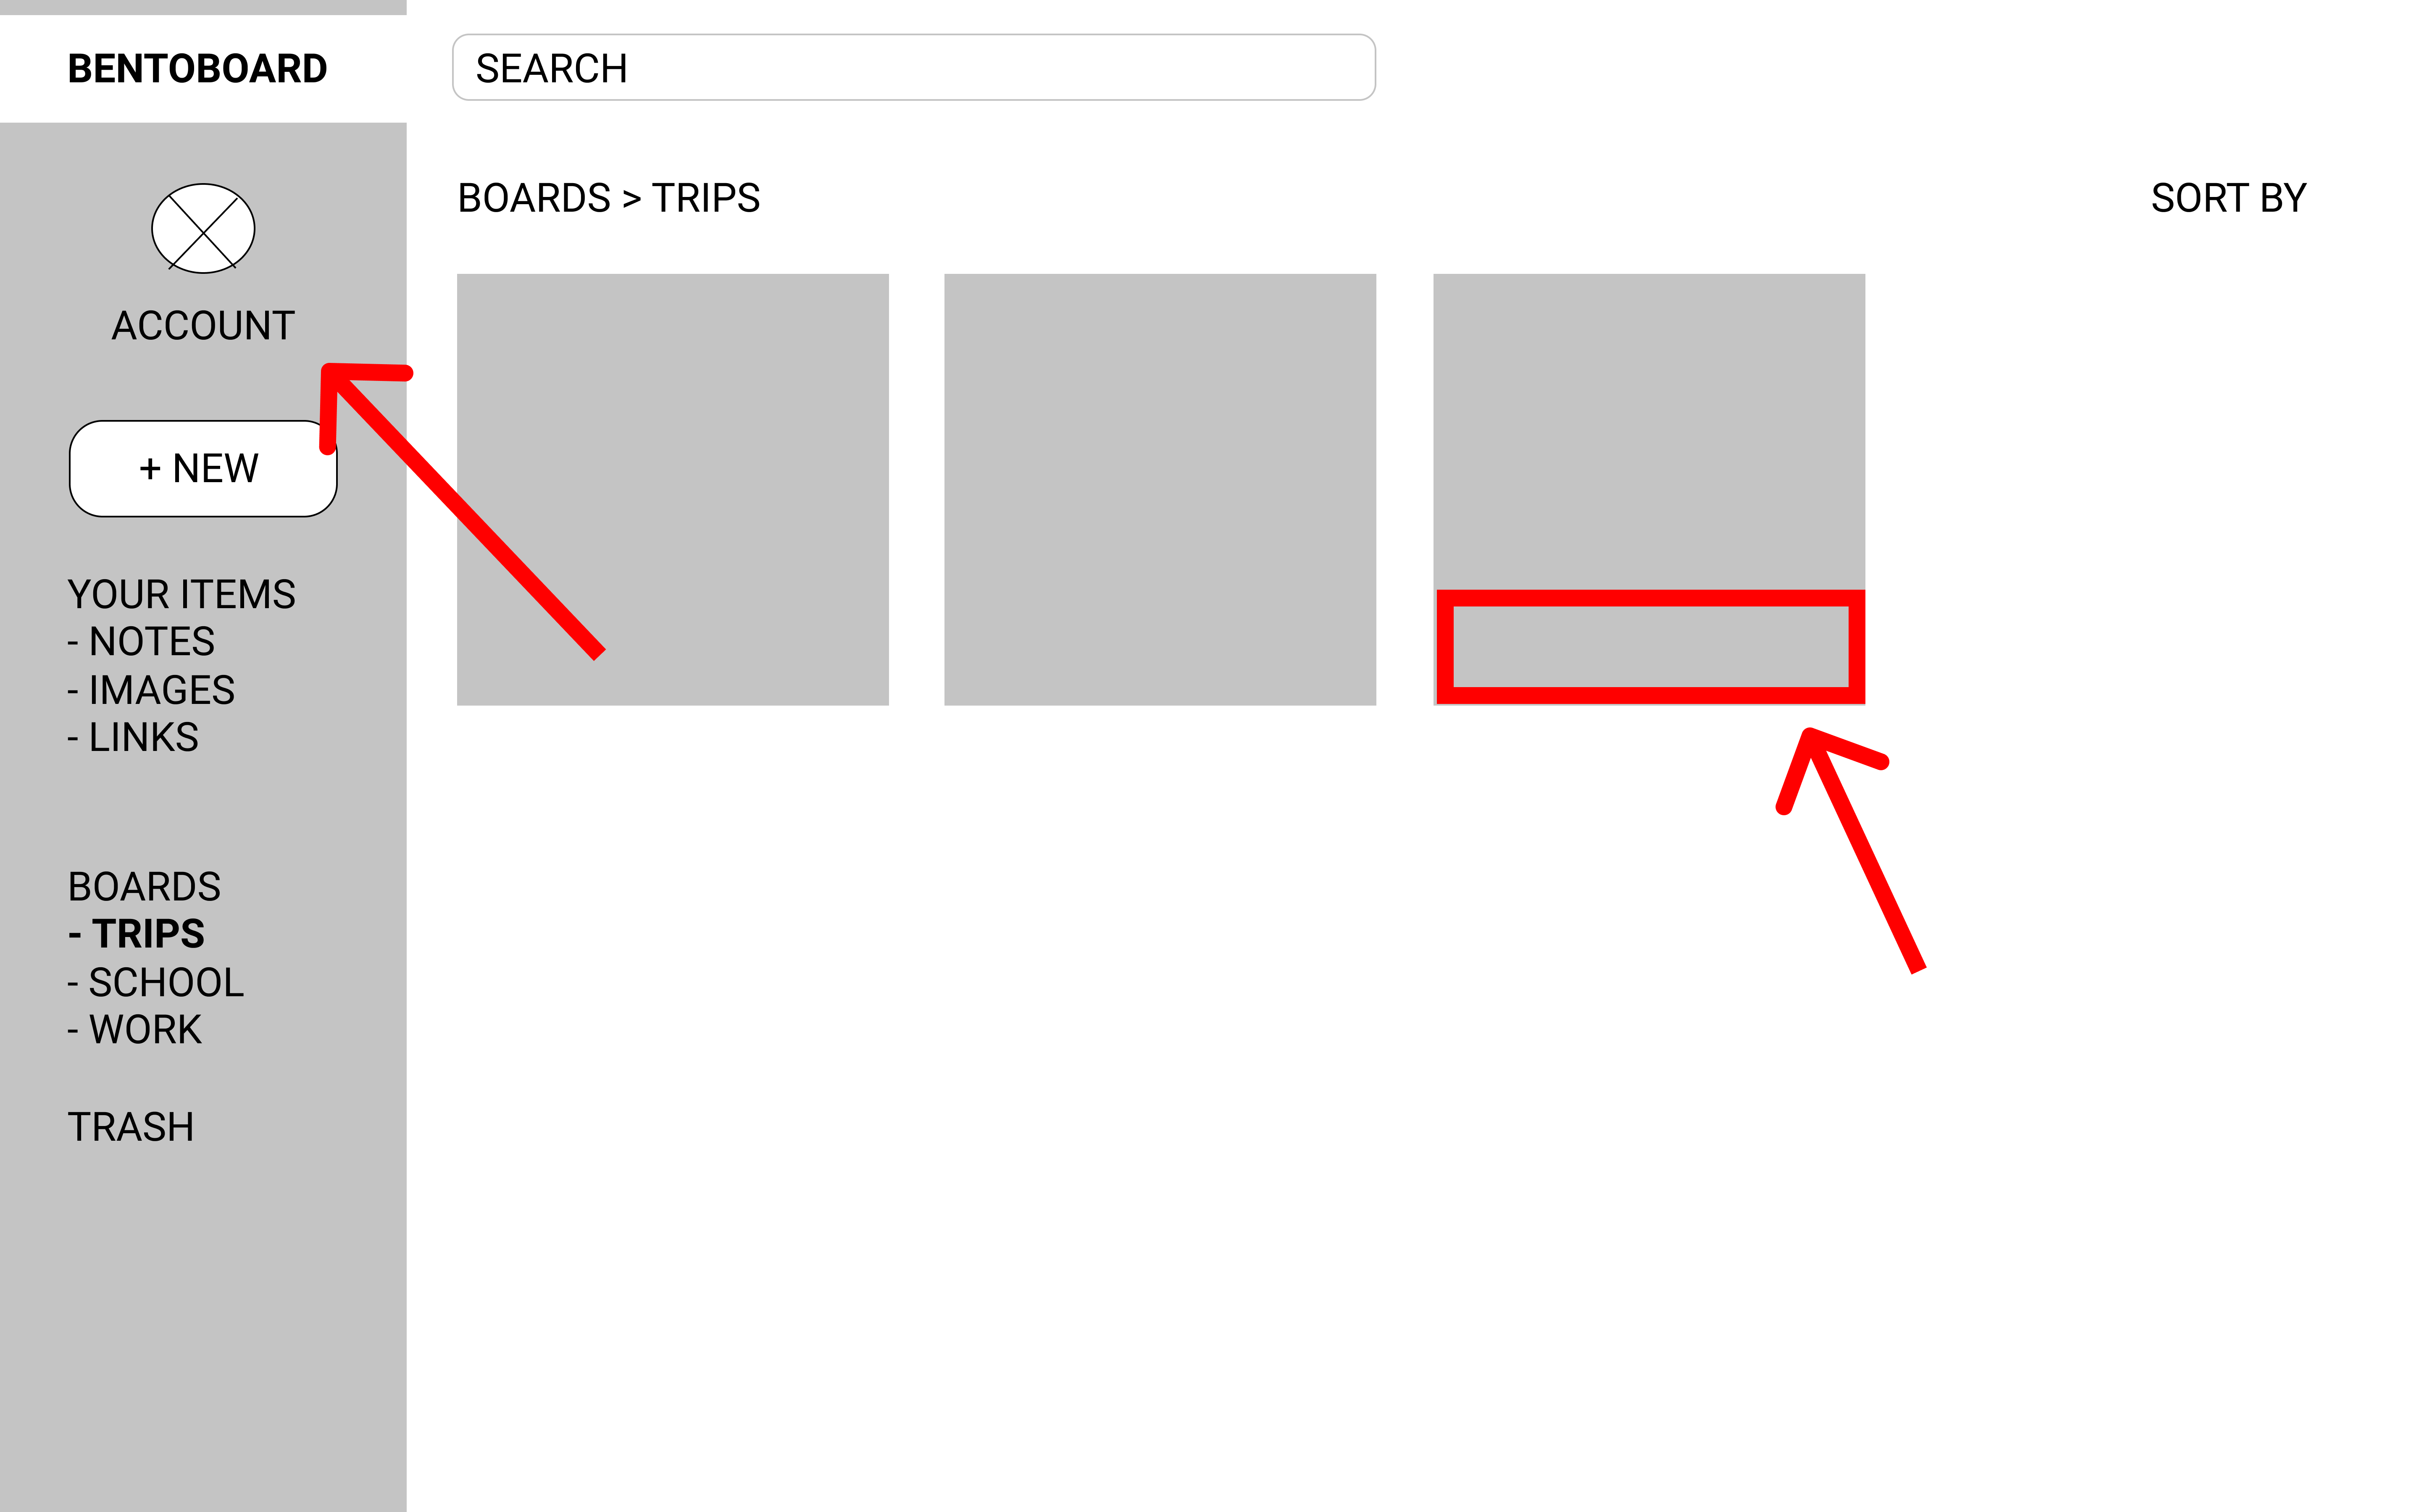 BENTOBOARD
SEARCH
BOARDS > TRIPS
SORT BY
ACCOUNT
+ NEW
YOUR ITEMS
- NOTES
- IMAGES
- LINKS
BOARDS
- TRIPS
- SCHOOL
- WORK
TRASH